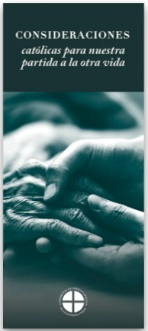 CONSIDERACIONES
católicas para nuestra
partida a la otra vida